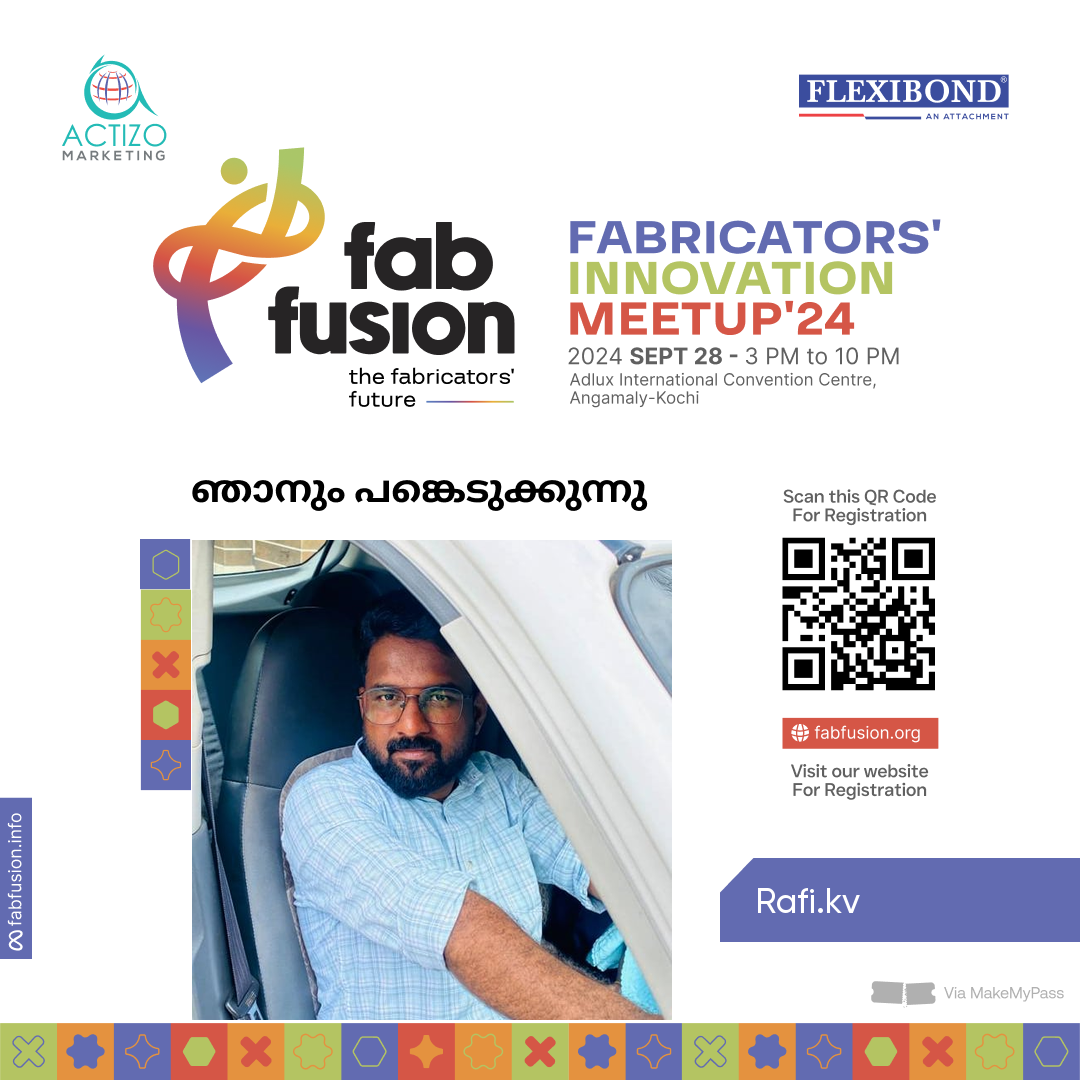 ACTIZO
MARKETING
FLEXIBOND®
AN ATTACHMENT
fab
fusion
the fabricators'
future
FABRICATORS'
INNOVATION
MEETUP'24
2024 SEPT 28 - 3 PM to 10 PM
Adlux International Convention Centre,
Angamaly-Kochi
ഞാനും പങ്കെടുക്കുന്നു
Scan this QR Code
For Registration
fabfusion.org
Visit our website
For Registration
fabfusion.info
Rafi.kv
Via MakeMyPass